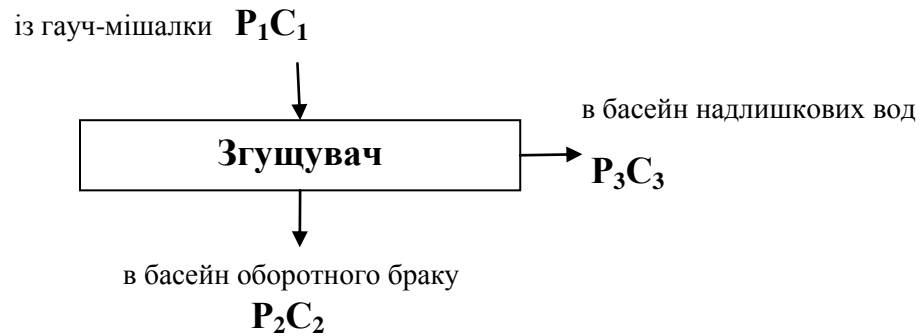 із гауч-мішалки P₁C₁
в басейн надлишкових вод
Згущувач
P₃C₃
в басейн оборотного браку
P₂C₂